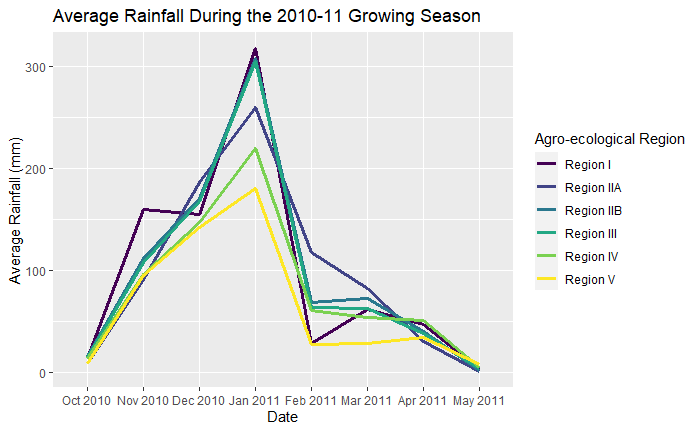 Average Rainfall During the 2010-11 Growing Season
Average Rainfall (mm)
300
200
100
0
Oct 2010 Nov 2010 Dec 2010 Jan 2011 Feb 2011 Mar 2011 Apr 2011 May 2011
Date
Agro-ecological Region
Region I
Region IIA
Region IIB
Region III
Region IV
Region V